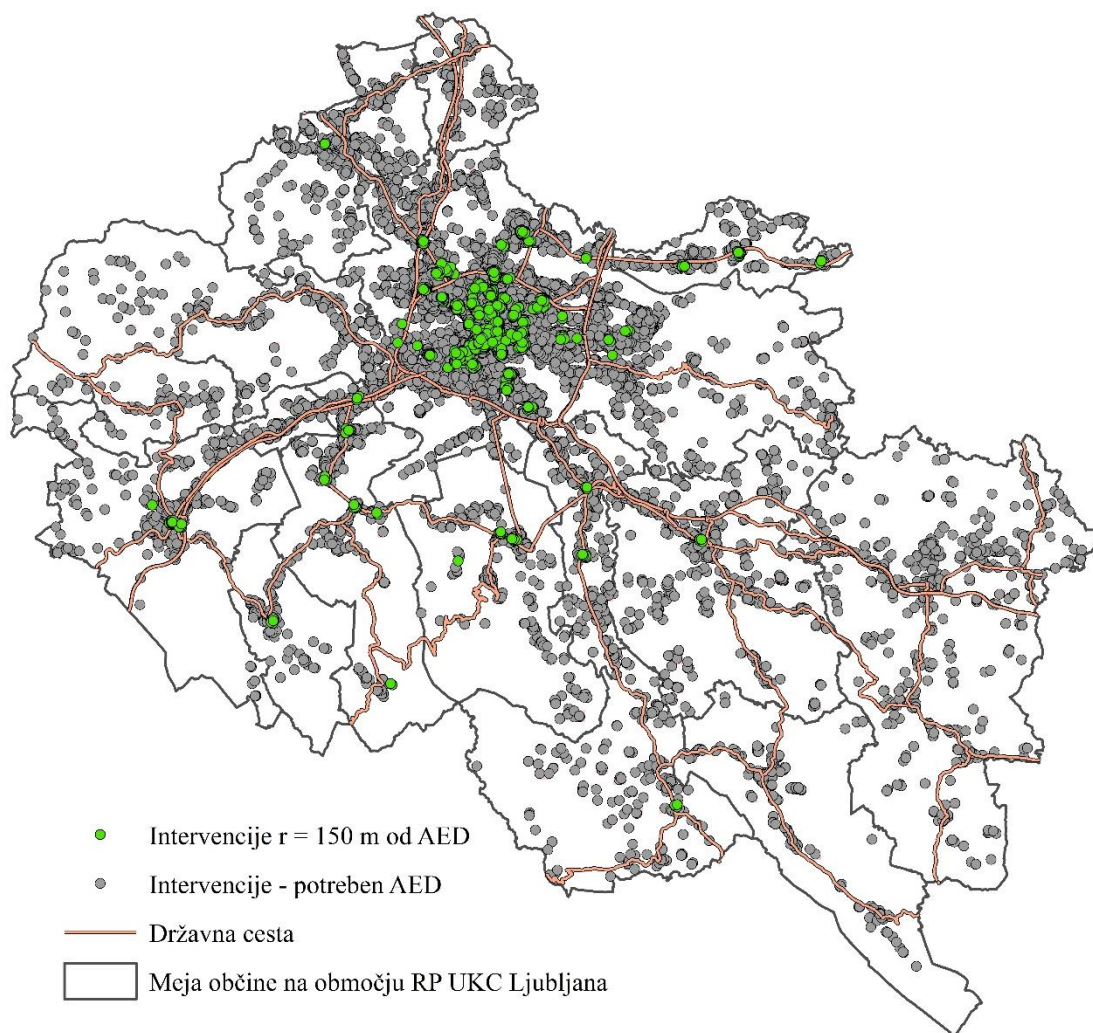 Intervencije r = 150 m od AED
Intervencije - potreben AED
Državna cesta
Meja občine na območju RP UKC Ljubljana